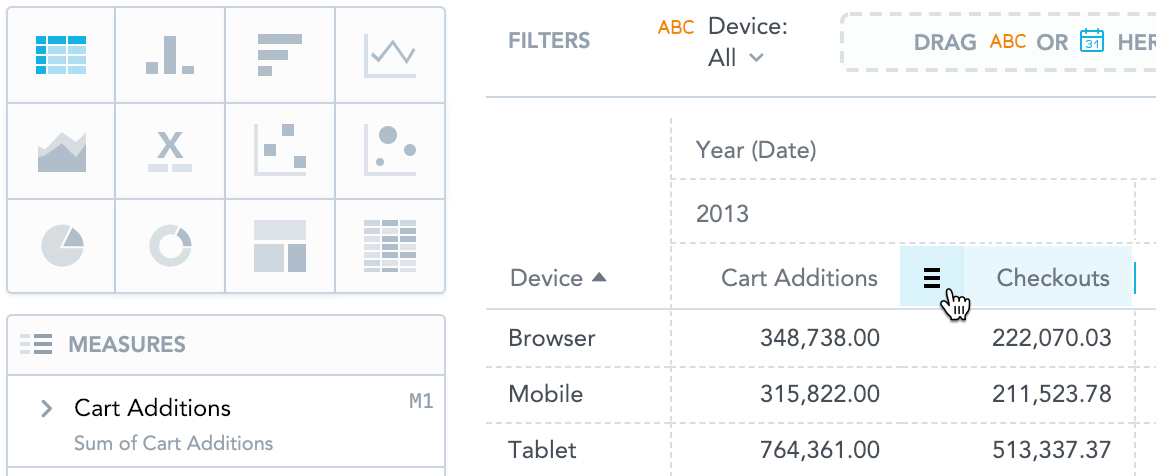 X
MEASURES
Cart Additions M1
Sum of Cart Additions
FILTERS ABC Device:
All
DRAG ABC OR 31 HER
Year (Date)
2013
Device Cart Additions Checkouts
Browser 348,738.00 222,070.03
Mobile 315,822.00 211,523.78
Tablet 764,361.00 513,337.37